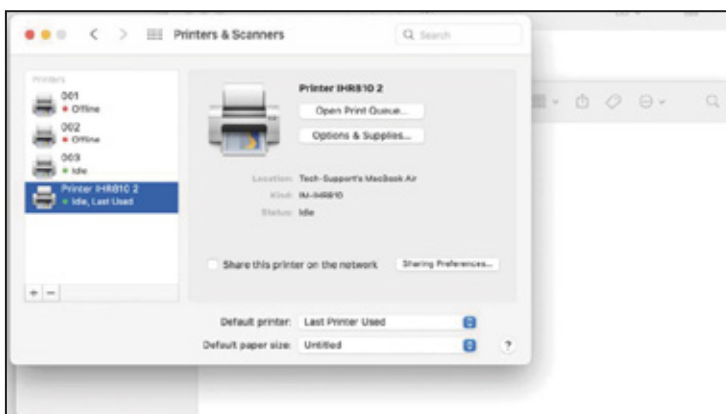 Printers & Scanners
Search
Printers
001
Offline
002
Offline
003
Idle
Printer IHR810 2
Idle, Last Used
+ −
Printer IHR810 2
Open Print Queue...
Options & Supplies...
Location: Tech-Support's MacBook Air
Kind: IM-IHR810
Status: Idle
Share this printer on the network
Sharing Preferences...
Default printer: Last Printer Used
Default paper size: Untitled
?